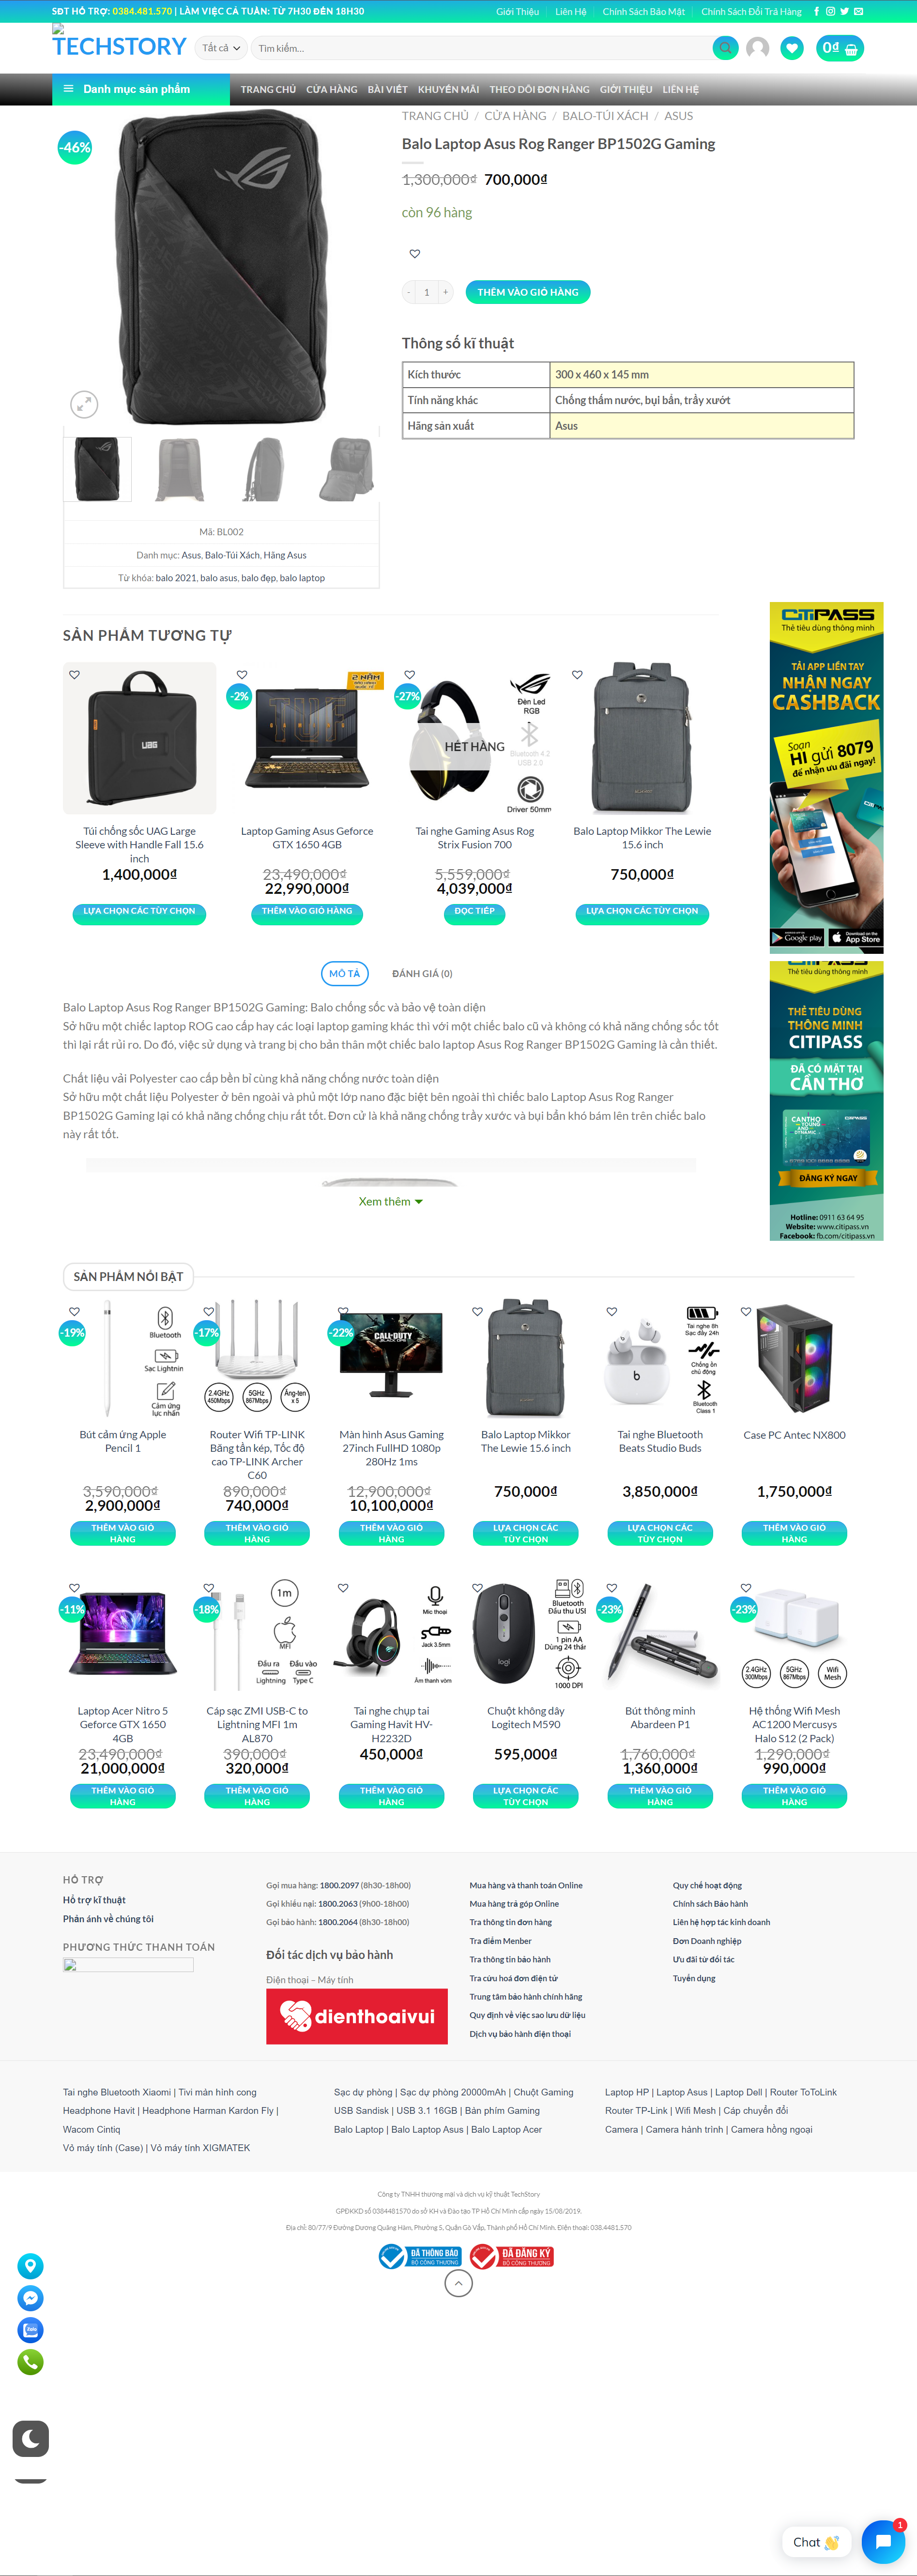 SĐT HỖ TRỢ: 0384.481.570 | LÀM VIỆC CẢ TUẦN: TỪ 7H30 ĐẾN 18H30
Giới Thiệu
Liên Hệ
Chính Sách Bảo Mật
Chính Sách Đổi Trả Hàng
TECHSTORY
Tất cả
Tìm kiếm...
0₫
Danh mục sản phẩm
TRANG CHỦ
CỬA HÀNG
BÀI VIẾT
KHUYẾN MÃI
THEO DÕI ĐƠN HÀNG
GIỚI THIỆU
LIÊN HỆ
-46%
TRANG CHỦ / CỬA HÀNG / BALO-TÚI XÁCH / ASUS
Balo Laptop Asus Rog Ranger BP1502G Gaming
1,300,000₫ 700,000₫
còn 96 hàng
- 1 +
THÊM VÀO GIỎ HÀNG
Thông số kĩ thuật
Kích thước 300 x 460 x 145 mm
Tính năng khác Chống thấm nước, bụi bẩn, trầy xướt
Hãng sản xuất Asus
Mã: BL002
Danh mục: Asus, Balo-Túi Xách, Hãng Asus
Từ khóa: balo 2021, balo asus, balo đẹp, balo laptop
SẢN PHẨM TƯƠNG TỰ
UAG
Túi chống sốc UAG Large
Sleeve with Handle Fall 15.6
inch
1,400,000₫
LỰA CHỌN CÁC TÙY CHỌN
-2%
2 NĂM
TUF
Laptop Gaming Asus Geforce
GTX 1650 4GB
23,490,000₫
22,990,000₫
THÊM VÀO GIỎ HÀNG
-27%
Đèn Led
RGB
HẾT HÀNG
Bluetooth 4.2
USB 2.0
Driver 50mm
Tai nghe Gaming Asus Rog
Strix Fusion 700
5,559,000₫
4,039,000₫
ĐỌC TIẾP
Balo Laptop Mikkor The Lewie
15.6 inch
750,000₫
LỰA CHỌN CÁC TÙY CHỌN
CITIPASS
Thẻ tiêu dùng thông minh
TẢI APP LIỀN TAY
NHẬN NGAY
CASHBACK
Soạn
HI gửi 8079
để nhận ưu đãi ngay!
Google play
App Store
CITIPASS
Thẻ tiêu dùng thông minh
THẺ TIÊU DÙNG
THÔNG MINH
CITIPASS
ĐÃ CÓ MẶT TẠI
CẦN THƠ
ĐĂNG KÝ NGAY
Hotline: 0911 63 64 95
Website: www.citipass.vn
Facebook: fb.com/citipass.vn
MÔ TẢ
ĐÁNH GIÁ (0)
Balo Laptop Asus Rog Ranger BP1502G Gaming: Balo chống sốc và bảo vệ toàn diện
Sở hữu một chiếc laptop ROG cao cấp hay các loại laptop gaming khác thì với một chiếc balo cũ và không có khả năng chống sốc tốt
thì lại rất rủi ro. Do đó, việc sử dụng và trang bị cho bản thân một chiếc balo laptop Asus Rog Ranger BP1502G Gaming là cần thiết.
Chất liệu vải Polyester cao cấp bền bỉ cùng khả năng chống nước toàn diện
Sở hữu một chất liệu Polyester ở bên ngoài và phủ một lớp nano đặc biệt bên ngoài thì chiếc balo Laptop Asus Rog Ranger
BP1502G Gaming lại có khả năng chống chịu rất tốt. Đơn cử là khả năng chống trầy xước và bụi bẩn khó bám lên trên chiếc balo
này rất tốt.
Xem thêm
SẢN PHẨM NỔI BẬT
-19%
Bluetooth
Sạc Lightnin
Cảm ứng
lực nhấn
Bút cảm ứng Apple
Pencil 1
3,590,000₫
2,900,000₫
THÊM VÀO GIỎ
HÀNG
-17%
2.4GHz
450Mbps
5GHz
867Mbps
Ăng-ten
x 5
Router Wifi TP-LINK
Băng tần kép, Tốc độ
cao TP-LINK Archer
C60
890,000₫
740,000₫
THÊM VÀO GIỎ
HÀNG
-22%
CALL·DUTY
Màn hình Asus Gaming
27inch FullHD 1080p
280Hz 1ms
12,900,000₫
10,100,000₫
THÊM VÀO GIỎ
HÀNG
Balo Laptop Mikkor
The Lewie 15.6 inch
750,000₫
LỰA CHỌN CÁC
TÙY CHỌN
Tai nghe 8h
Sạc đầy 24h
Chống ồn
chủ động
Bluetooth
Class 1
Tai nghe Bluetooth
Beats Studio Buds
3,850,000₫
LỰA CHỌN CÁC
TÙY CHỌN
Case PC Antec NX800
1,750,000₫
THÊM VÀO GIỎ
HÀNG
-11%
Laptop Acer Nitro 5
Geforce GTX 1650
4GB
23,490,000₫
21,000,000₫
THÊM VÀO GIỎ
HÀNG
-18%
1m
MFI
Đầu ra
Lightning
Đầu vào
Type C
Cáp sạc ZMI USB-C to
Lightning MFI 1m
AL870
390,000₫
320,000₫
THÊM VÀO GIỎ
HÀNG
Mic thoại
Jack 3.5mm
Âm thanh vòm
Tai nghe chụp tai
Gaming Havit HV-
H2232D
450,000₫
THÊM VÀO GIỎ
HÀNG
logi
Bluetooth
Đầu thu USI
1 pin AA
Dùng 24 thán
1000 DPI
Chuột không dây
Logitech M590
595,000₫
LỰA CHỌN CÁC
TÙY CHỌN
-23%
Bút thông minh
Abardeen P1
1,760,000₫
1,360,000₫
THÊM VÀO GIỎ
HÀNG
-23%
2.4GHz
300Mbps
5GHz
867Mbps
Wifi
Mesh
Hệ thống Wifi Mesh
AC1200 Mercusys
Halo S12 (2 Pack)
1,290,000₫
990,000₫
THÊM VÀO GIỎ
HÀNG
HỖ TRỢ
Hỗ trợ kĩ thuật
Phản ánh về chúng tôi
PHƯƠNG THỨC THANH TOÁN
Gọi mua hàng: 1800.2097 (8h30-18h00)
Gọi khiếu nại: 1800.2063 (9h00-18h00)
Gọi bảo hành: 1800.2064 (8h30-18h00)
Đối tác dịch vụ bảo hành
Điện thoại – Máy tính
dienthoaivui
Mua hàng và thanh toán Online
Mua hàng trả góp Online
Tra thông tin đơn hàng
Tra điểm Menber
Tra thông tin bảo hành
Tra cứu hoá đơn điện tử
Trung tâm bảo hành chính hãng
Quy định về việc sao lưu dữ liệu
Dịch vụ bảo hành điện thoại
Quy chế hoạt động
Chính sách Bảo hành
Liên hệ hợp tác kinh doanh
Đơn Doanh nghiệp
Ưu đãi từ đối tác
Tuyển dụng
Tai nghe Bluetooth Xiaomi | Tivi màn hình cong
Headphone Havit | Headphone Harman Kardon Fly |
Wacom Cintiq
Vỏ máy tính (Case) | Vỏ máy tính XIGMATEK
Sạc dự phòng | Sạc dự phòng 20000mAh | Chuột Gaming
USB Sandisk | USB 3.1 16GB | Bàn phím Gaming
Balo Laptop | Balo Laptop Asus | Balo Laptop Acer
Laptop HP | Laptop Asus | Laptop Dell | Router ToToLink
Router TP-Link | Wifi Mesh | Cáp chuyển đổi
Camera | Camera hành trình | Camera hồng ngoại
Công ty TNHH thương mại và dịch vụ kỹ thuật TechStory
GPĐKKD số 0384481570 do sở KH và Đào tạo TP Hồ Chí Minh cấp ngày 15/08/2019.
Địa chỉ: 80/77/9 Đường Dương Quảng Hàm, Phường 5, Quận Gò Vấp, Thành phố Hồ Chí Minh. Điện thoại: 038.4481.570
ĐÃ THÔNG BÁO
BỘ CÔNG THƯƠNG
ĐÃ ĐĂNG KÝ
BỘ CÔNG THƯƠNG
Zalo
Chat 👋
1